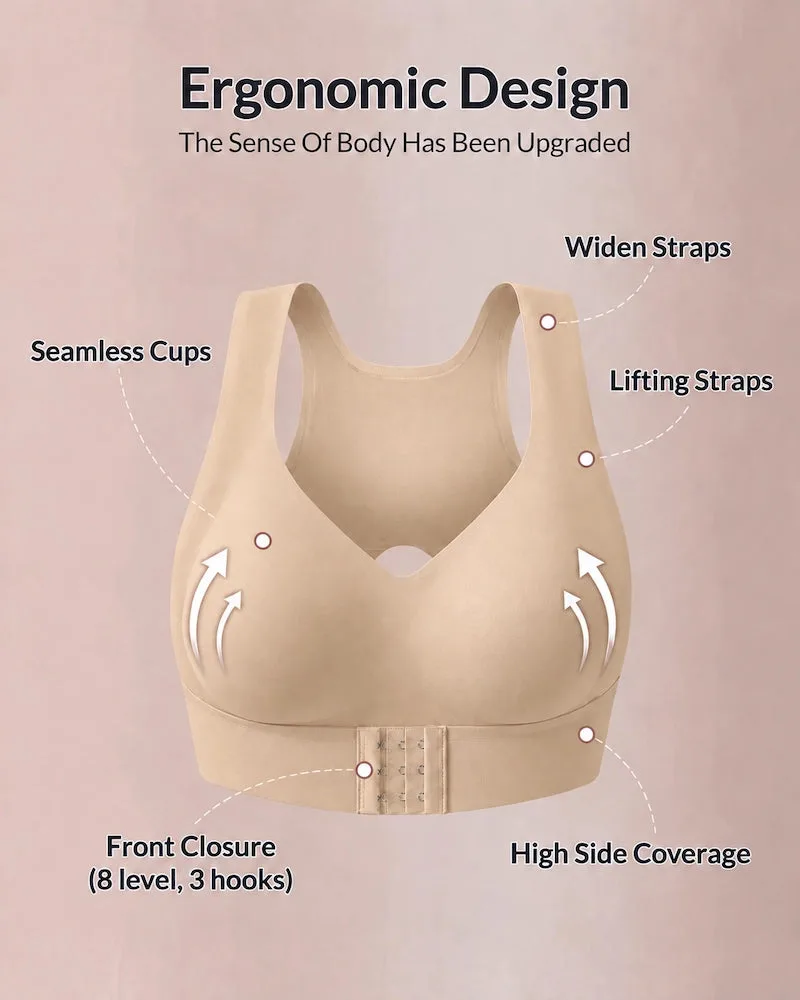 Ergonomic Design
The Sense Of Body Has Been Upgraded
Widen Straps
Seamless Cups
Lifting Straps
Front Closure
(8 level, 3 hooks)
High Side Coverage